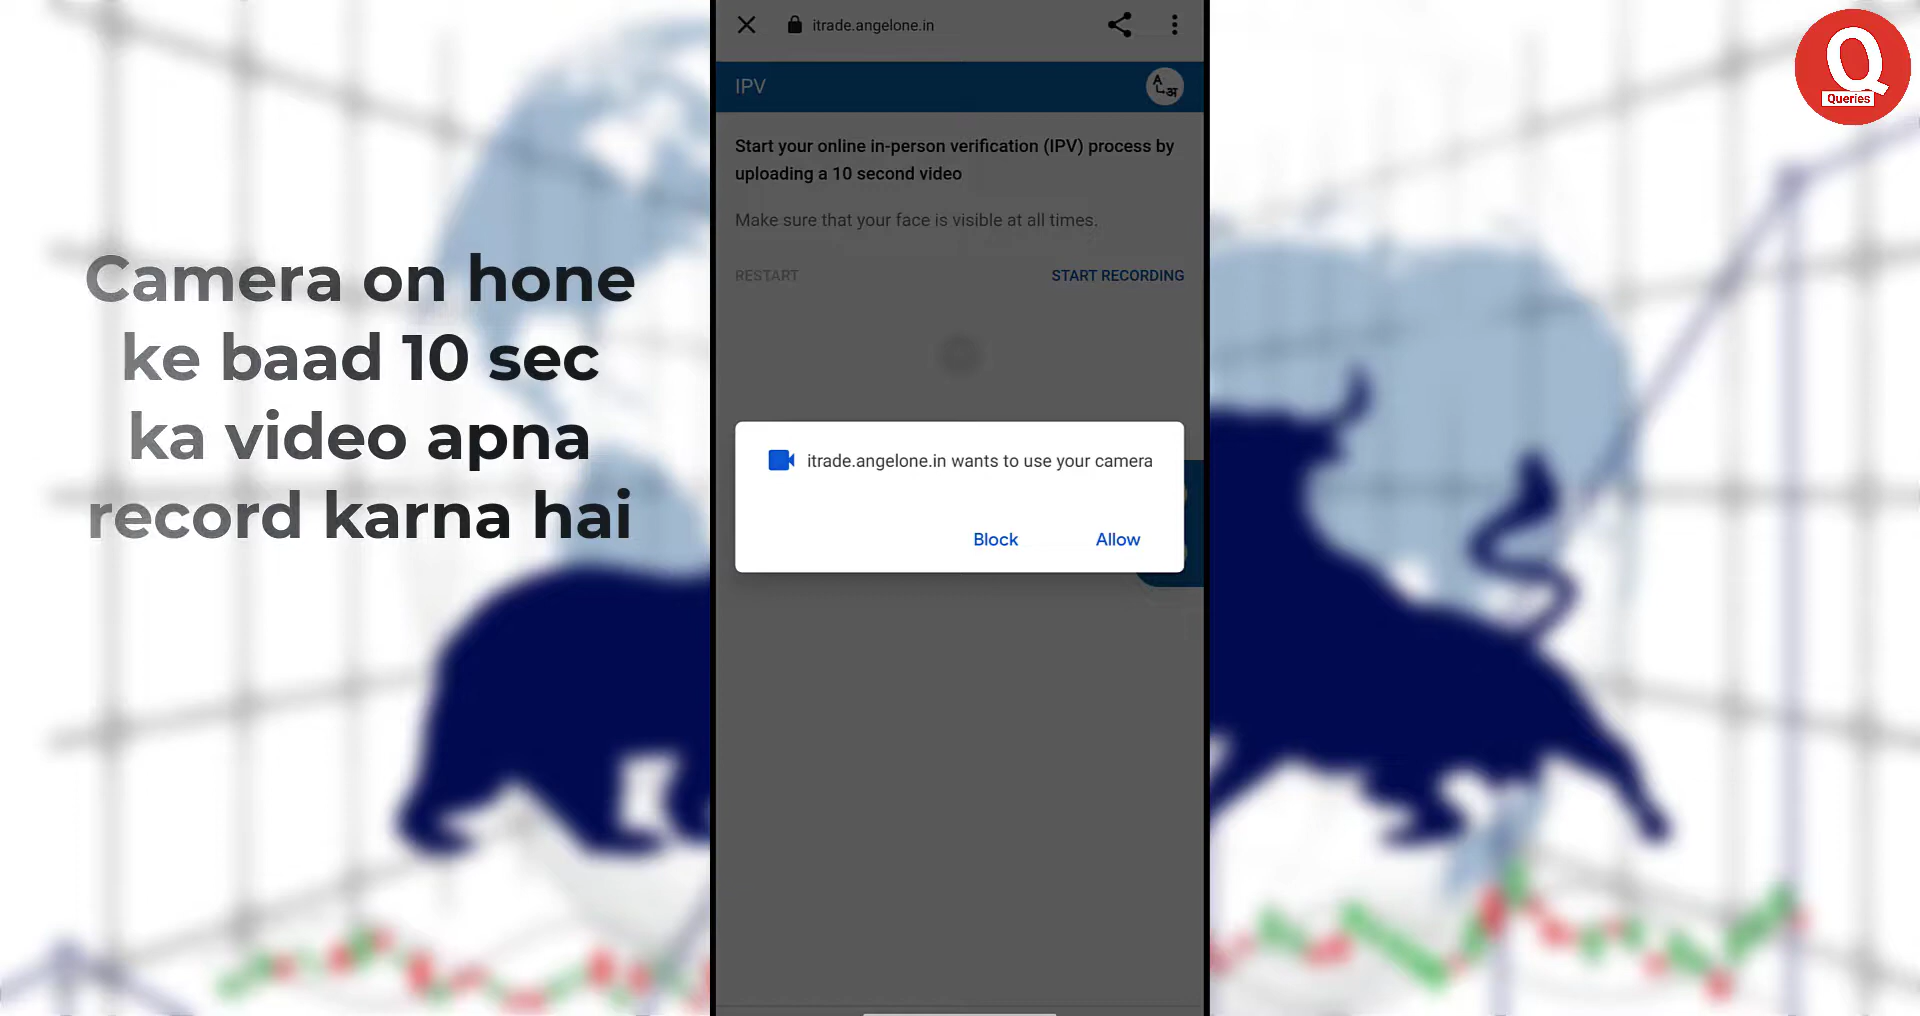 itrade.angelone.in
Queries
IPV
A
अ
Start your online in-person verification (IPV) process by
uploading a 10 second video
Make sure that your face is visible at all times.
RESTART
START RECORDING
Camera on hone
ke baad 10 sec
ka video apna
record karna hai
itrade.angelone.in wants to use your camera
Block
Allow